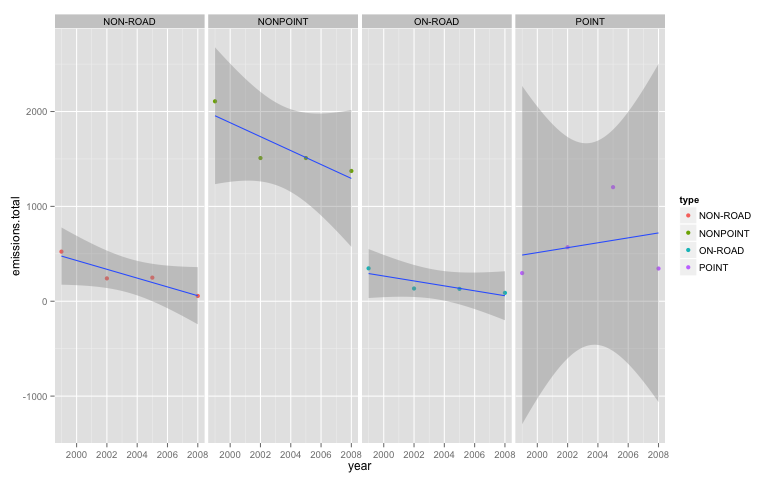 NON-ROAD NONPOINT ON-ROAD POINT
emissions.total
2000
1000
0
-1000
2000 2002 2004 2006 2008 2000 2002 2004 2006 2008 2000 2002 2004 2006 2008 2000 2002 2004 2006 2008
year
type
NON-ROAD
NONPOINT
ON-ROAD
POINT